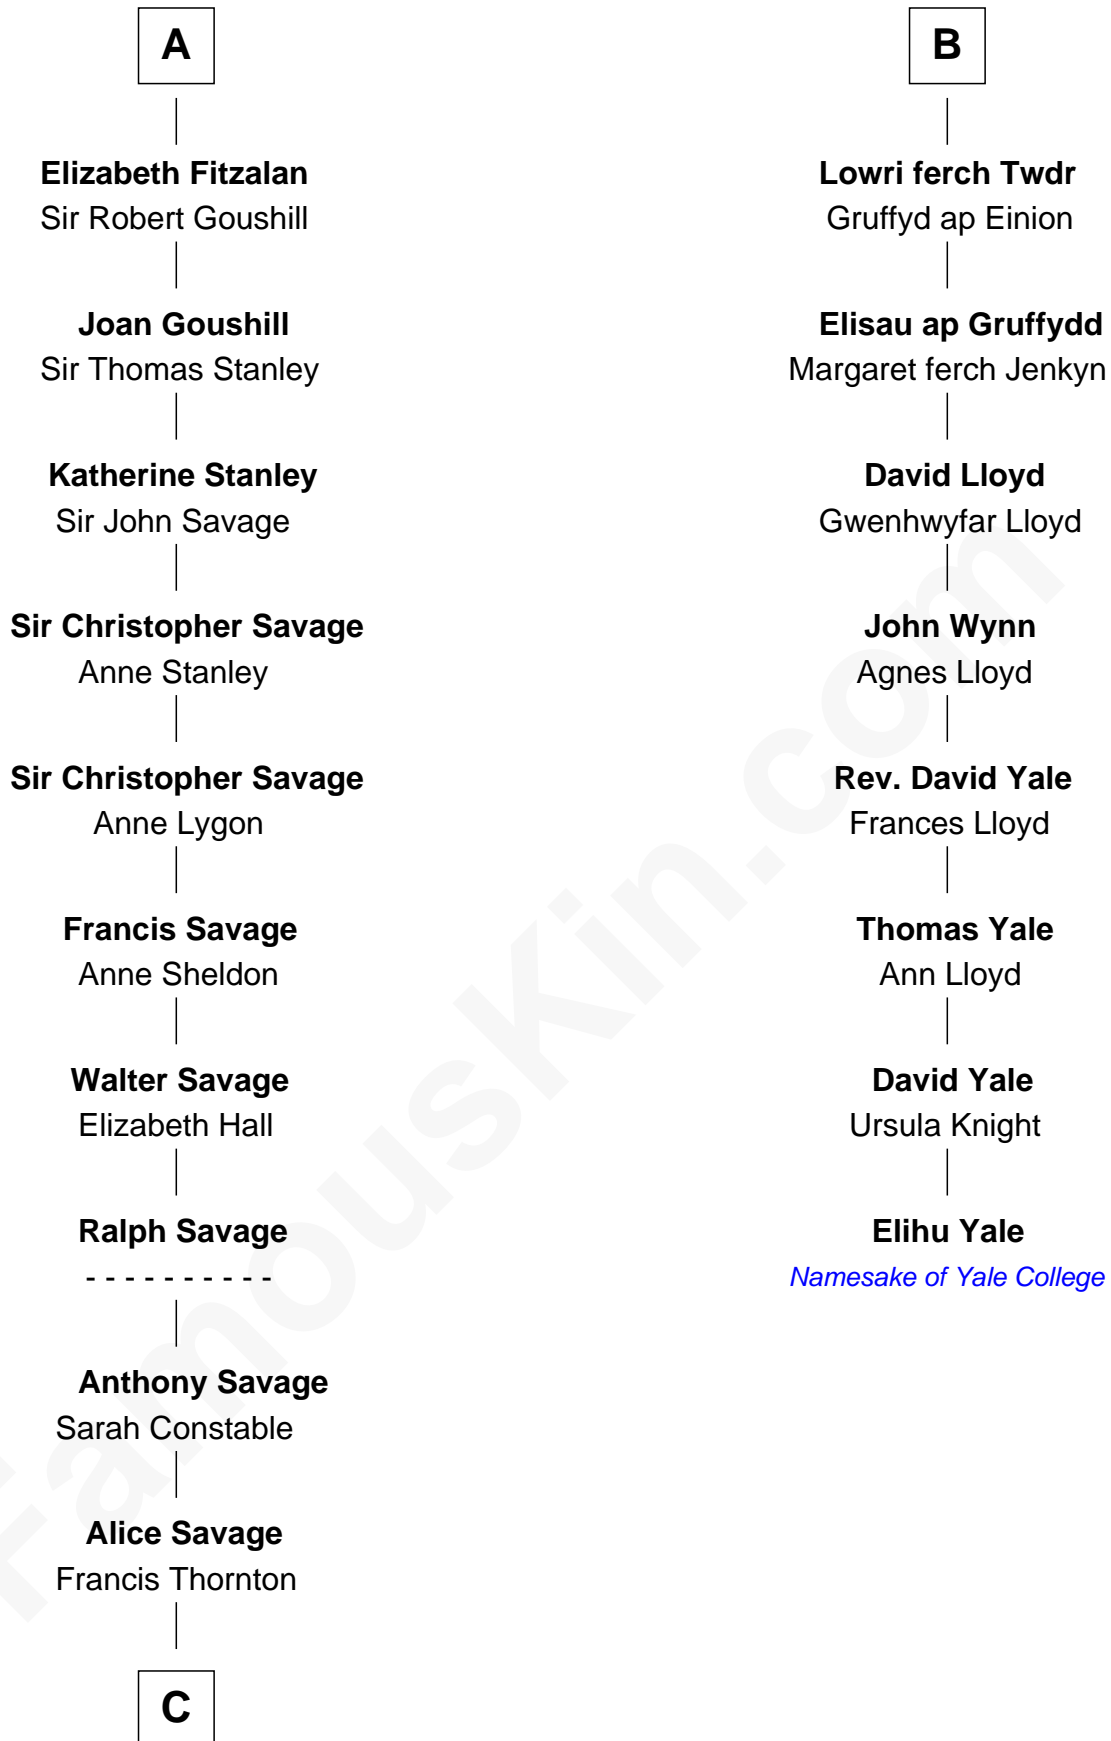 A
Elizabeth Fitzalan
Sir Robert Goushill
Joan Goushill
Sir Thomas Stanley
Katherine Stanley
Sir John Savage
Sir Christopher Savage
Anne Stanley
Sir Christopher Savage
Anne Lygon
Francis Savage
Anne Sheldon
Walter Savage
Elizabeth Hall
Ralph Savage
- - - - - - - - - -
Anthony Savage
Sarah Constable
Alice Savage
Francis Thornton
C
B
Lowri ferch Twdr
Gruffyd ap Einion
Elisau ap Gruffydd
Margaret ferch Jenkyn
David Lloyd
Gwenhwyfar Lloyd
John Wynn
Agnes Lloyd
Rev. David Yale
Frances Lloyd
Thomas Yale
Ann Lloyd
David Yale
Ursula Knight
Elihu Yale
Namesake of Yale College
FamousKin.com